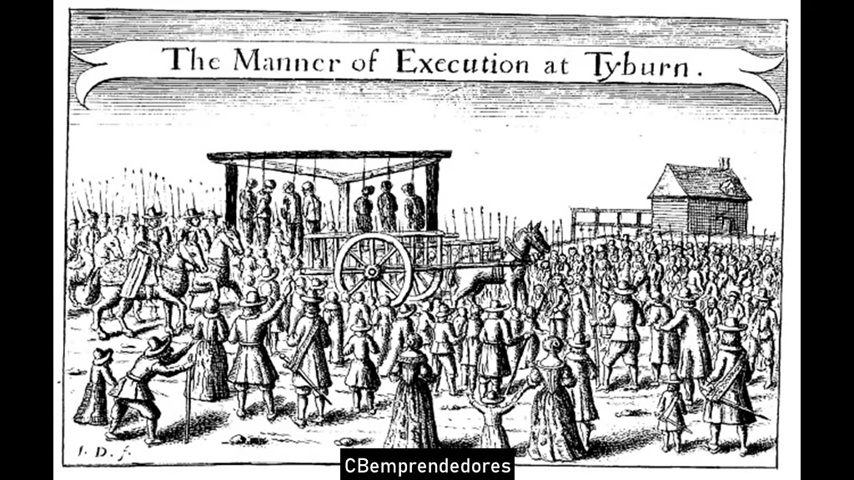 The Manner of Execution at Tyburn.
I. D. f.
CBemprendedores